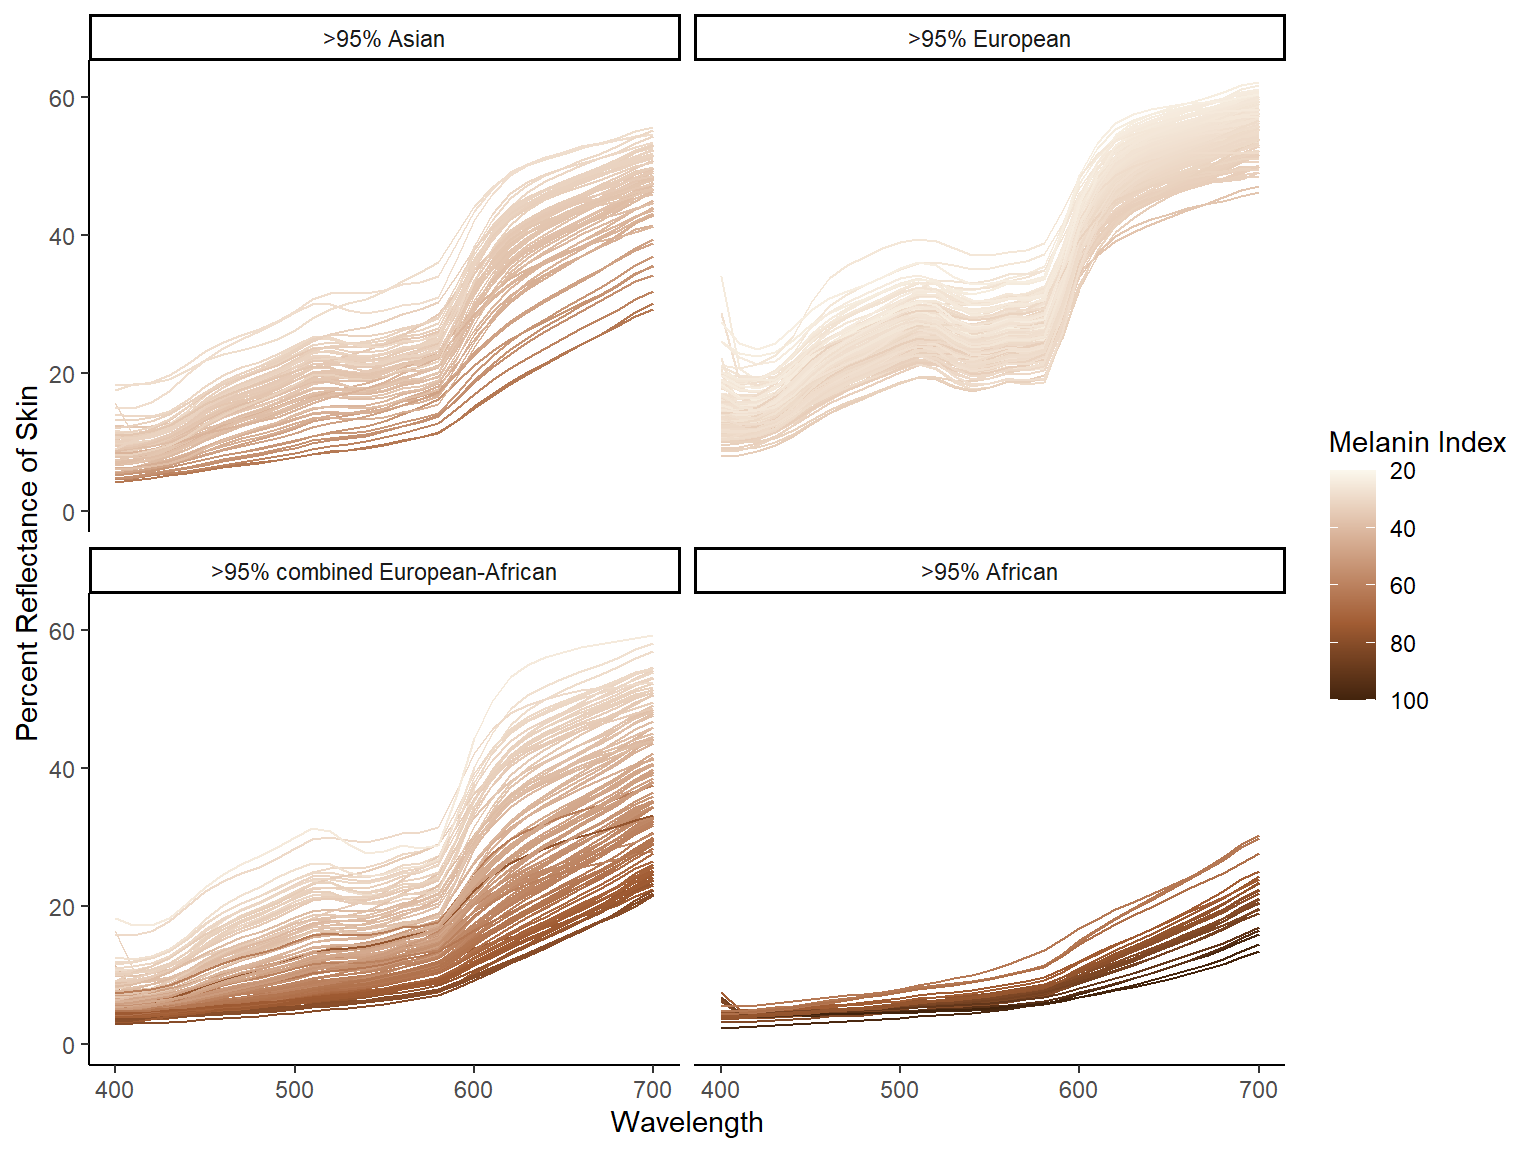 >95% Asian
>95% European
60
40
20
0
>95% combined European-African
>95% African
60
40
20
0
400 500 600 700
400 500 600 700
Wavelength
Percent Reflectance of Skin
Melanin Index
20
40
60
80
100